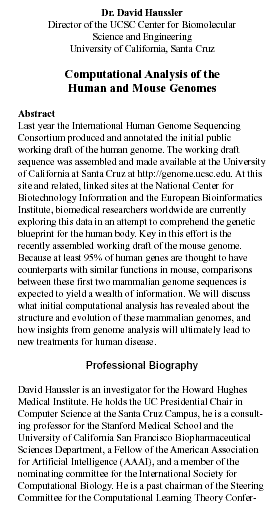 Dr. David Haussler
Director of the UCSC Center for Biomolecular
Science and Engineering
University of California, Santa Cruz
Computational Analysis of the
Human and Mouse Genomes
Abstract
Last year the International Human Genome Sequencing
Consortium produced and annotated the initial public
working draft of the human genome. The working draft
sequence was assembled and made available at the University
of California at Santa Cruz at http://genome.ucsc.edu. At this
site and related, linked sites at the National Center for
Biotechnology Information and the European Bioinformatics
Institute, biomedical researchers worldwide are currently
exploring this data in an attempt to comprehend the genetic
blueprint for the human body. Key in this effort is the
recently assembled working draft of the mouse genome.
Because at least 95% of human genes are thought to have
counterparts with similar functions in mouse, comparisons
between these first two mammalian genome sequences is
expected to yield a wealth of information. We will discuss
what initial computational analysis has revealed about the
structure and evolution of these mammalian genomes, and
how insights from genome analysis will ultimately lead to
new treatments for human disease.
Professional Biography
David Haussler is an investigator for the Howard Hughes
Medical Institute. He holds the UC Presidential Chair in
Computer Science at the Santa Cruz Campus, he is a consult-
ing professor for the Stanford Medical School and the
University of California San Francisco Biopharmaceutical
Sciences Department, a Fellow of the American Association
for Artificial Intelligence (AAAI), and a member of the
nominating committee for the International Society for
Computational Biology. He is a past chairman of the Steering
Committee for the Computational Learning Theory Confer-